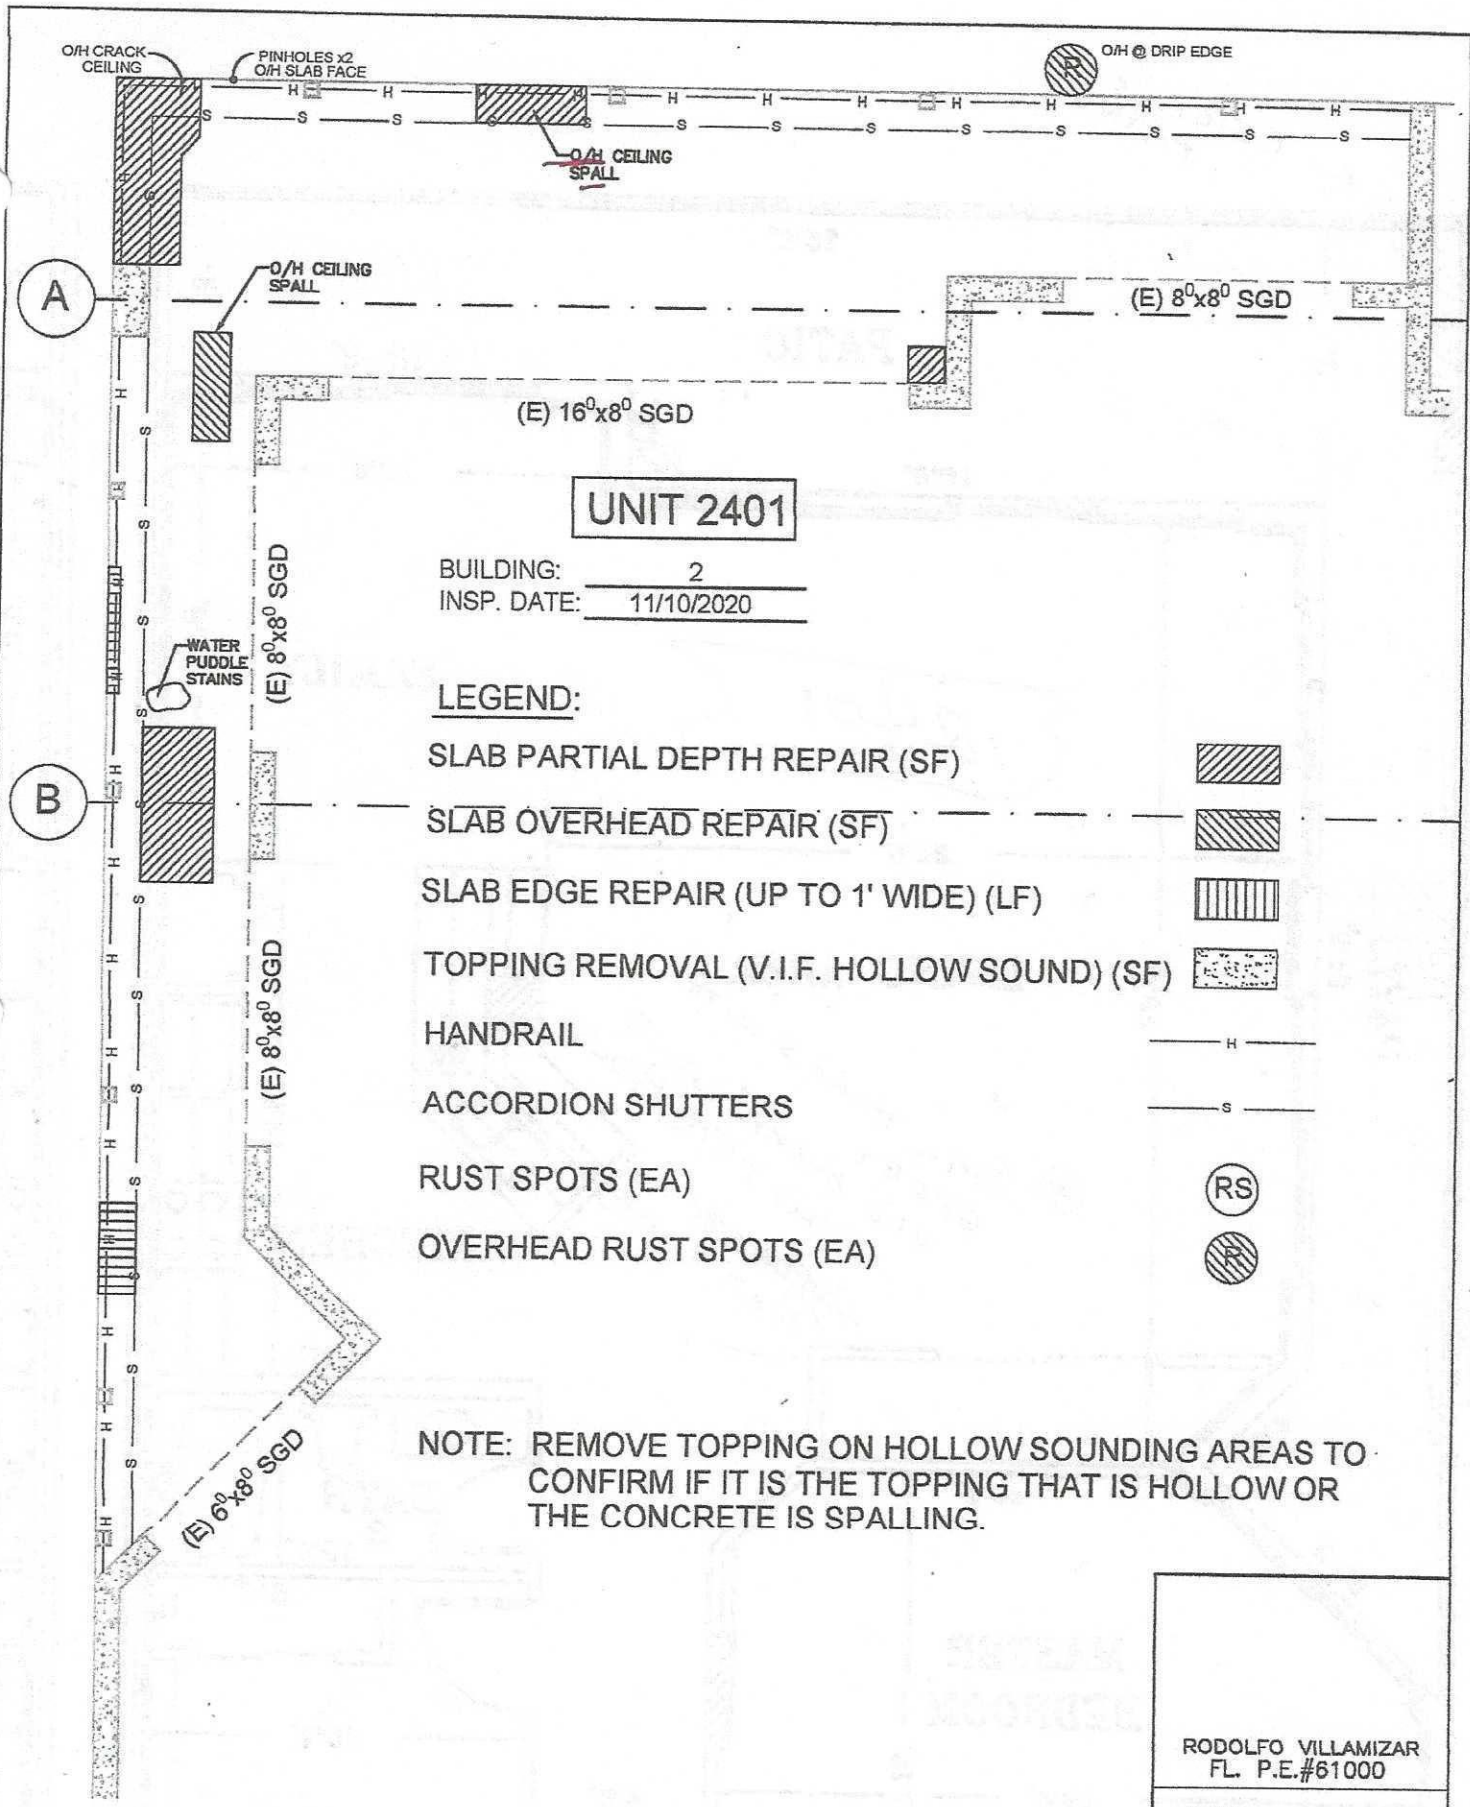 O/H CRACK
CEILING
PINHOLES x2
O/H SLAB FACE
O/H @ DRIP EDGE
R
O/H CEILING
SPALL
A
O/H CEILING
SPALL
(E) 8⁰x8⁰ SGD
(E) 16⁰x8⁰ SGD
UNIT 2401
BUILDING: 2
INSP. DATE: 11/10/2020
(E) 8⁰x8⁰ SGD
WATER
PUDDLE
STAINS
LEGEND:
SLAB PARTIAL DEPTH REPAIR (SF)
B
SLAB OVERHEAD REPAIR (SF)
SLAB EDGE REPAIR (UP TO 1' WIDE) (LF)
TOPPING REMOVAL (V.I.F. HOLLOW SOUND) (SF)
(E) 8⁰x8⁰ SGD
HANDRAIL
H
ACCORDION SHUTTERS
S
RUST SPOTS (EA)
RS
OVERHEAD RUST SPOTS (EA)
R
(E) 6⁰x8⁰ SGD
NOTE: REMOVE TOPPING ON HOLLOW SOUNDING AREAS TO
CONFIRM IF IT IS THE TOPPING THAT IS HOLLOW OR
THE CONCRETE IS SPALLING.
RODOLFO VILLAMIZAR
FL. P.E.#61000